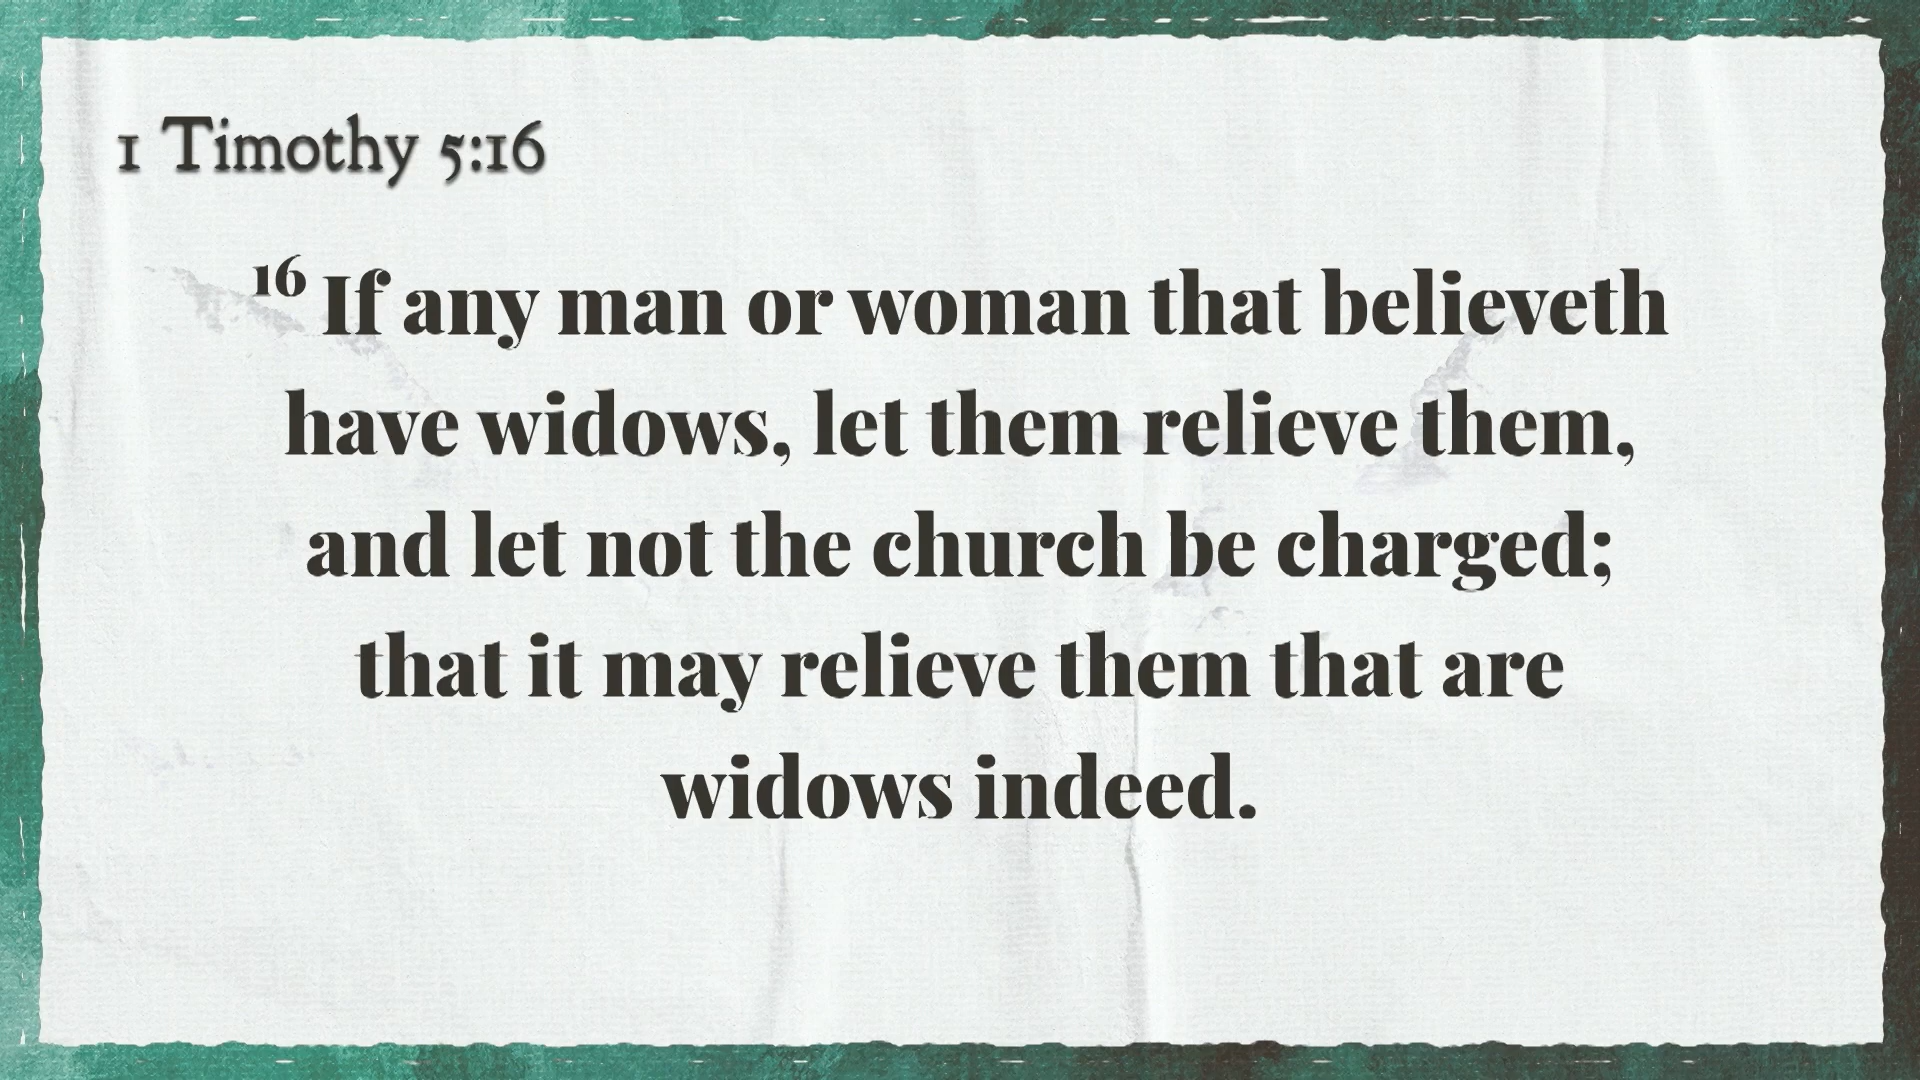 1 Timothy 5:16
16 If any man or woman that believeth
have widows, let them relieve them,
and let not the church be charged;
that it may relieve them that are
widows indeed.